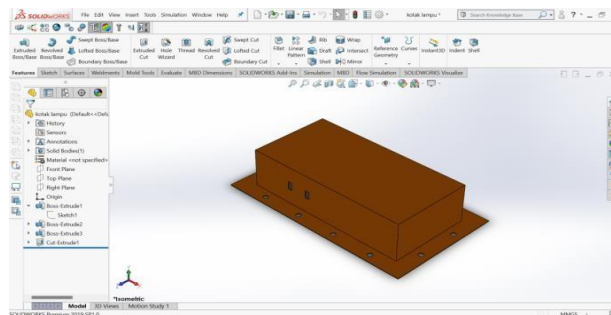 SOLIDWORKS File Edit View Insert Tools Simulation Window Help kotak lampu * Search Knowledge Base
Extruded Boss/Base Revolved Boss/Base Swept Boss/Base Lofted Boss/Base Boundary Boss/Base Extruded Cut Hole Wizard Thread Revolved Cut Swept Cut Lofted Cut Boundary Cut Fillet Linear Pattern Rib Draft Shell Wrap Intersect Mirror Reference Geometry Curves Instant3D Indent Shell
Features Sketch Surfaces Weldments Mold Tools Evaluate MBD Dimensions SOLIDWORKS Add-Ins Simulation MBD Flow Simulation SOLIDWORKS Visualize
kotak lampu (Default<<Defa
History
Sensors
Annotations
Solid Bodies(1)
Material <not specified>
Front Plane
Top Plane
Right Plane
Origin
Boss-Extrude1
Sketch1
Boss-Extrude2
Boss-Extrude3
Cut-Extrude1
*Isometric
Model 3D Views Motion Study 1
SOLIDWORKS Premium 2019 SP1.0 MMGS